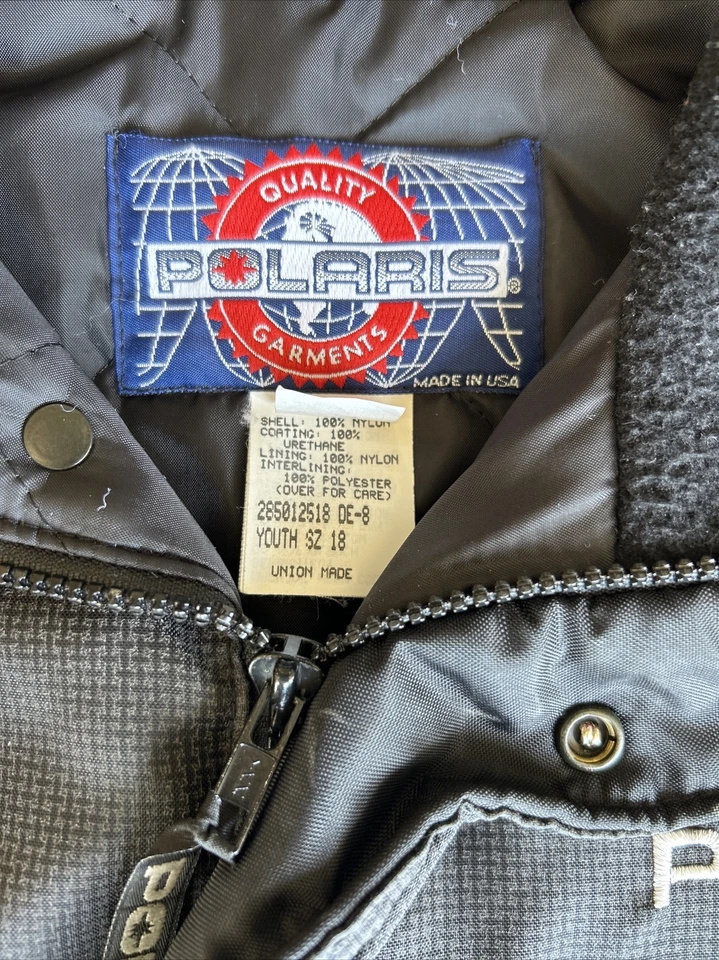 QUALITY
POLARIS®
GARMENTS
MADE IN USA
SHELL: 100% NYLON
COATING: 100%
URETHANE
LINING: 100% NYLON
INTERLINING:
100% POLYESTER
(OVER FOR CARE)
285012518 DE-8
YOUTH SZ 18
UNION MADE
PO
P